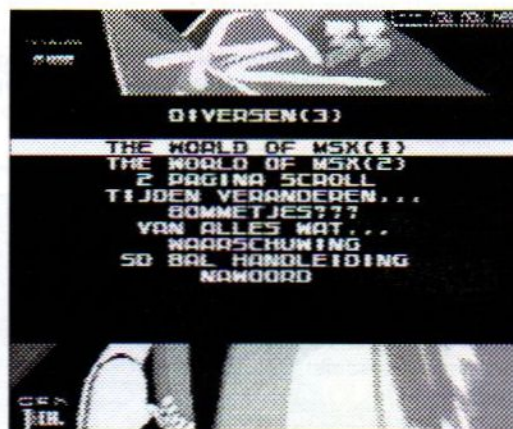 DIVERSEN(3)
THE WORLD OF MSX(1)
THE WORLD OF MSX(2)
2 PAGINA SCROLL
TIJDEN VERANDEREN...
BOMMETJES???
VAN ALLES WAT...
WAARSCHUWING
SD BAL HANDLEIDING
NAWOORD